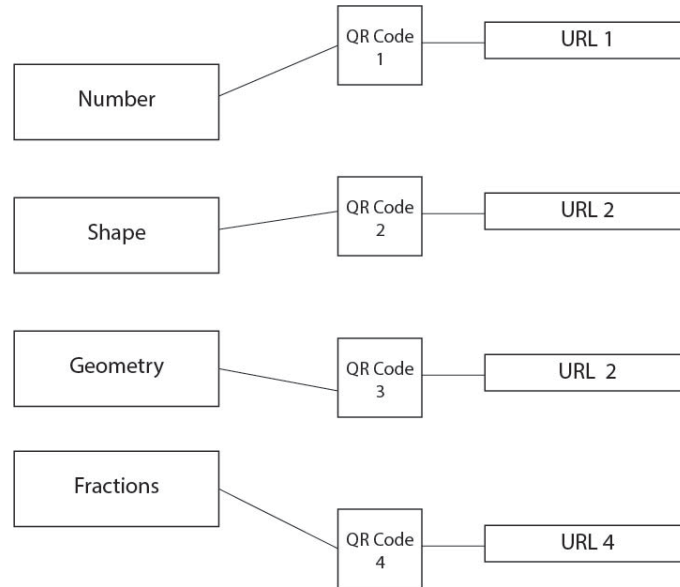 Number
QR Code
1
URL 1
Shape
QR Code
2
URL 2
Geometry
QR Code
3
URL 2
Fractions
QR Code
4
URL 4